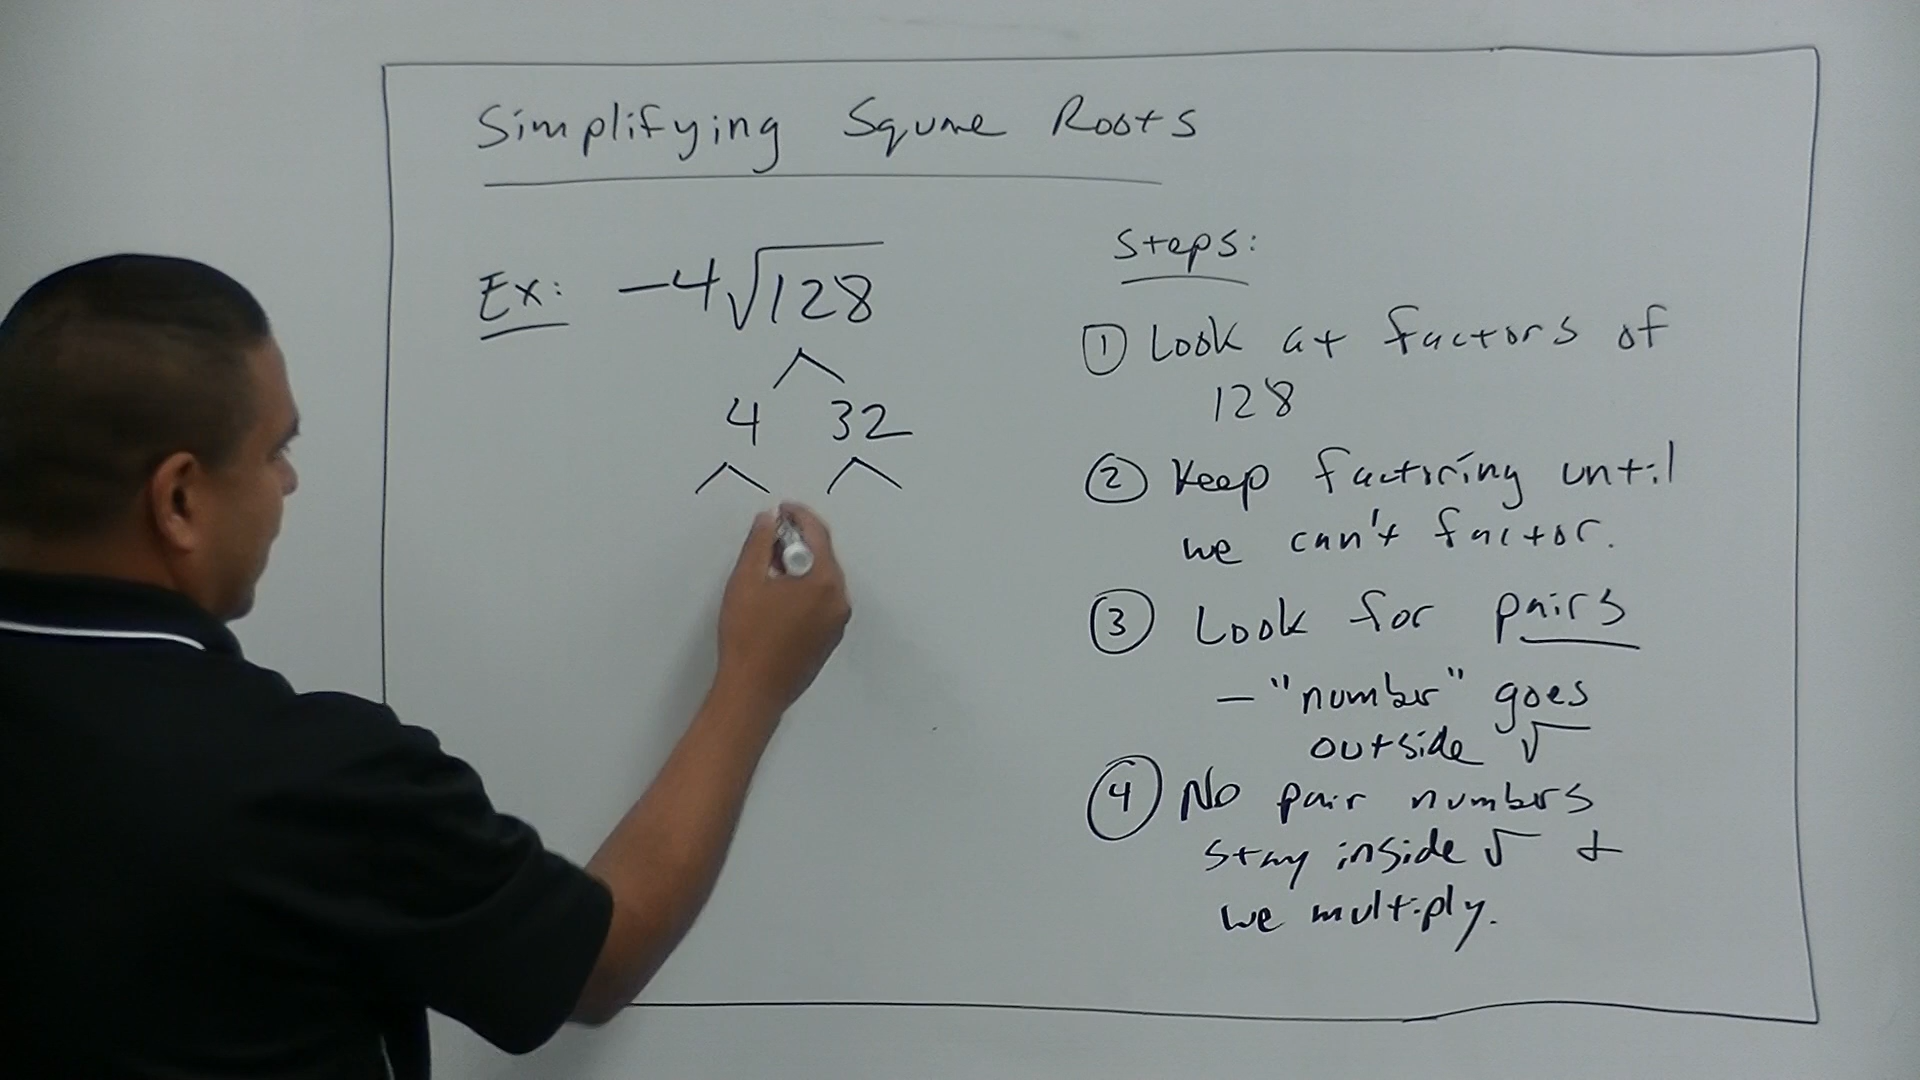 Simplifying Square Roots
Ex: -4√128
4 32
Steps:
① Look at factors of
128
② Keep factoring until
we can't factor.
③ Look for pairs
- "number" goes
outside √
④ No pair numbers
stay inside √ +
we multiply.